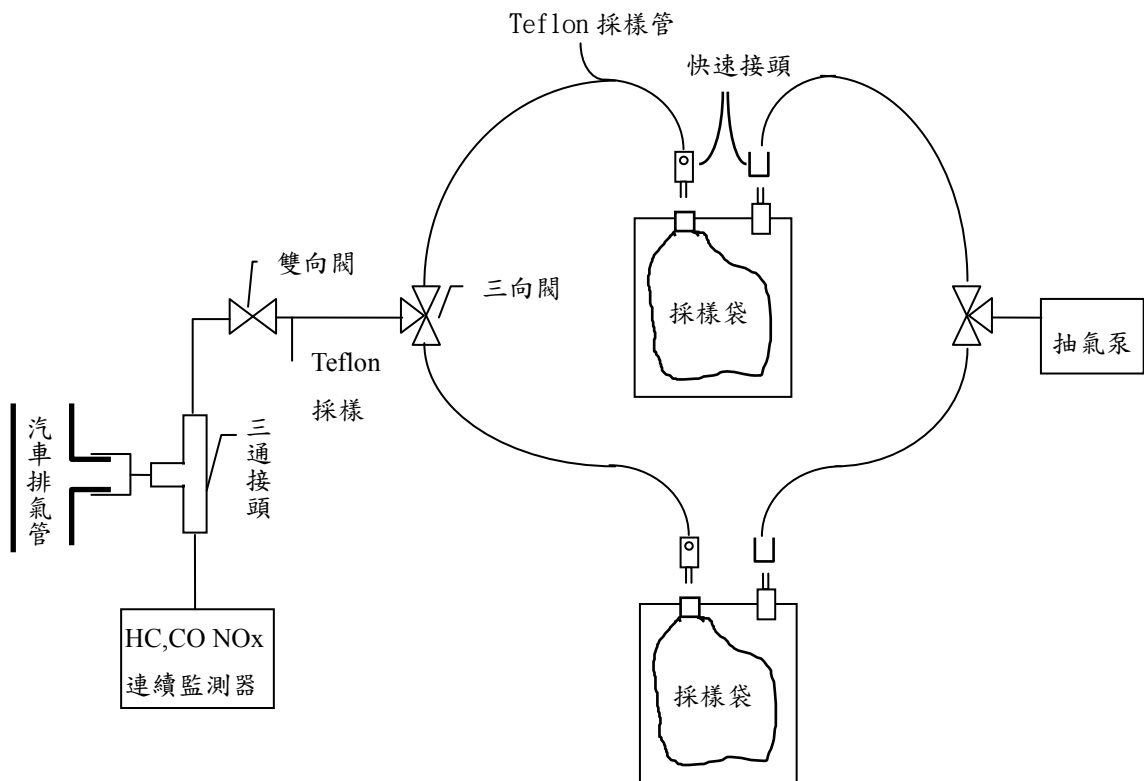 Teflon 採樣管
快速接頭
雙向閥
三向閥
採樣袋
抽氣泵
Teflon
採樣
汽車排氣管
三通接頭
HC,CO NOx
連續監測器
採樣袋